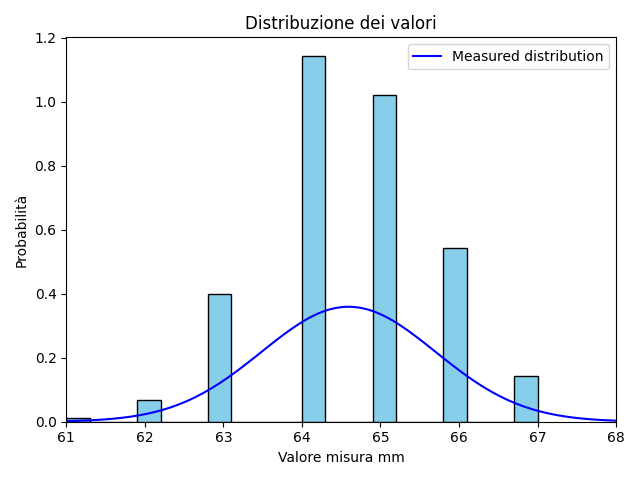 Distribuzione dei valori
Measured distribution
Probabilità
1.2
1.0
0.8
0.6
0.4
0.2
0.0
61 62 63 64 65 66 67 68
Valore misura mm